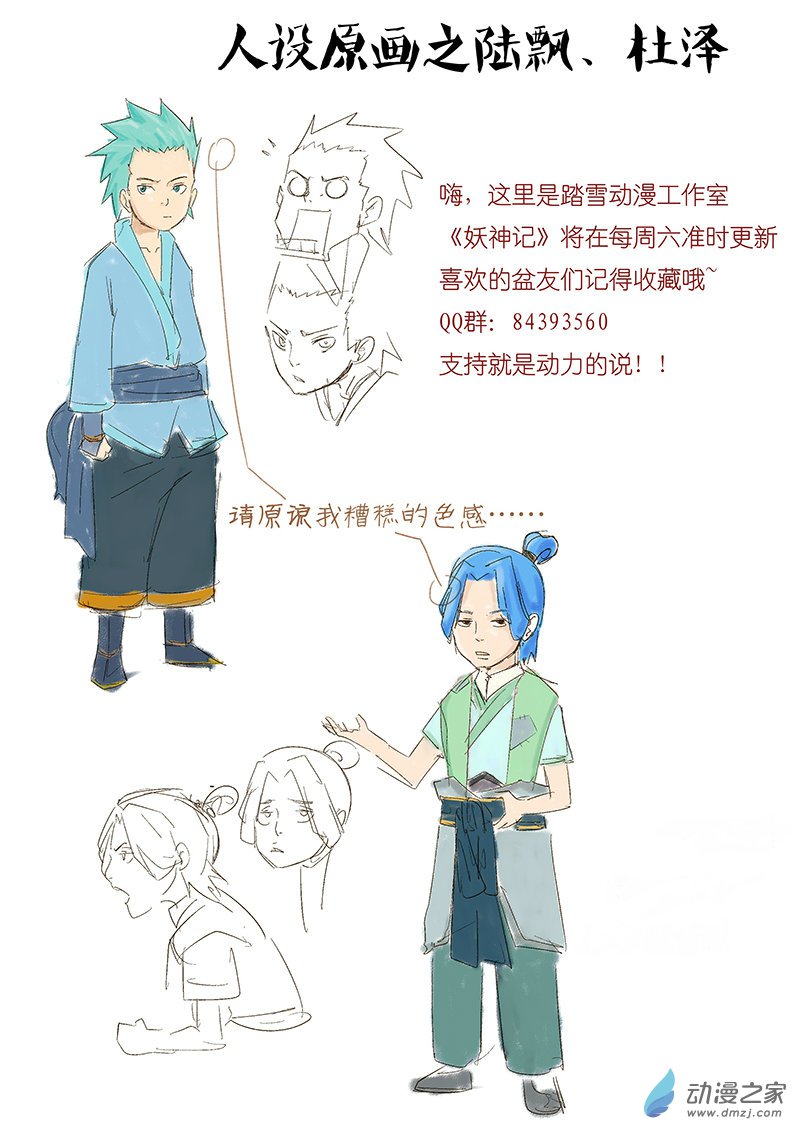 人设原画之陆飘、杜泽
嗨，这里是踏雪动漫工作室
《妖神记》将在每周六准时更新
喜欢的盆友们记得收藏哦~
QQ群：84393560
支持就是动力的说！！
请原谅我糟糕的色感……
动漫之家
www.dmzj.com